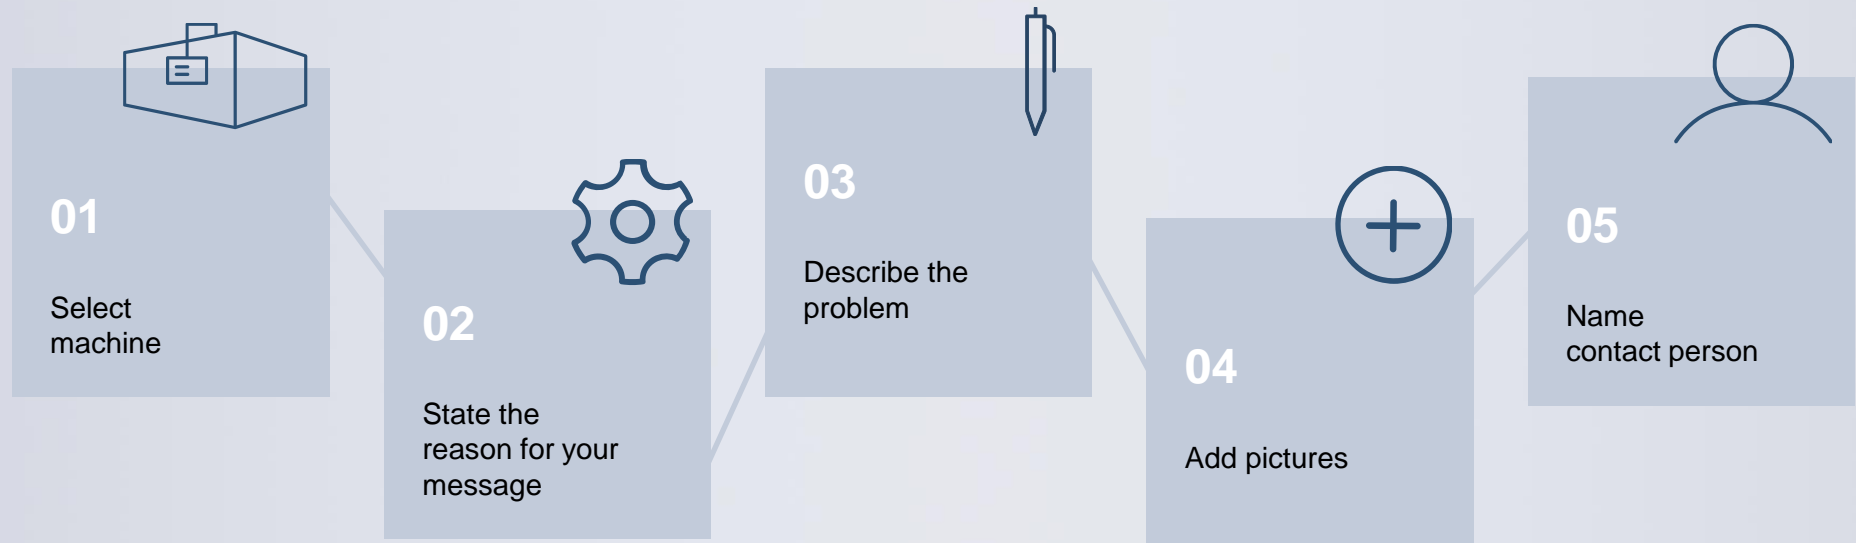 01
Select
machine
02
State the
reason for your
message
03
Describe the
problem
04
Add pictures
05
Name
contact person